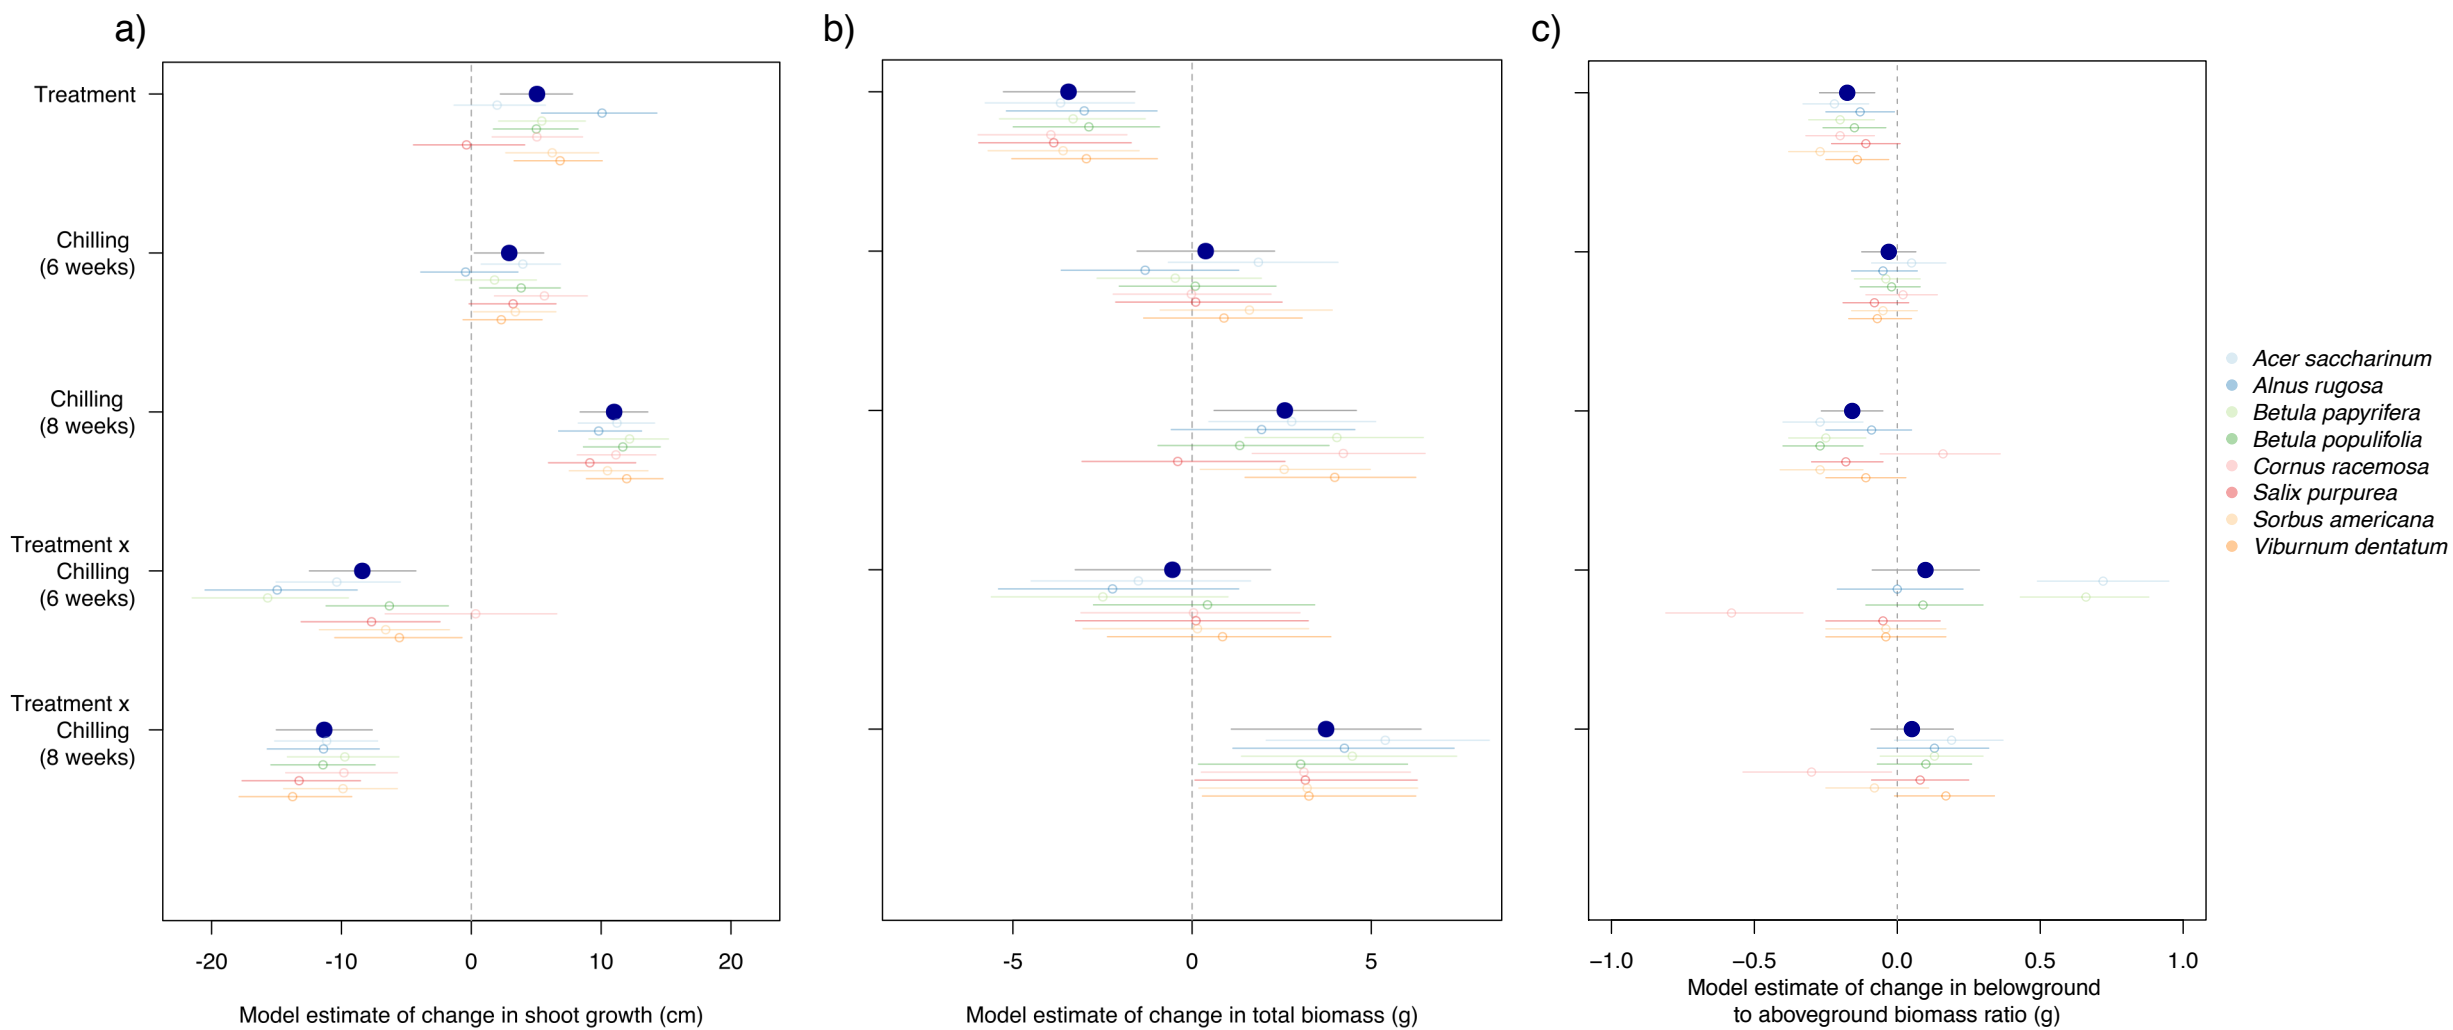 a)
b)
c)
Treatment
Chilling
(6 weeks)
Chilling
(8 weeks)
Treatment x
Chilling
(6 weeks)
Treatment x
Chilling
(8 weeks)
-20 -10 0 10 20
Model estimate of change in shoot growth (cm)
-5 0 5
Model estimate of change in total biomass (g)
−1.0 −0.5 0.0 0.5 1.0
Model estimate of change in belowground
to aboveground biomass ratio (g)
Acer saccharinum
Alnus rugosa
Betula papyrifera
Betula populifolia
Cornus racemosa
Salix purpurea
Sorbus americana
Viburnum dentatum